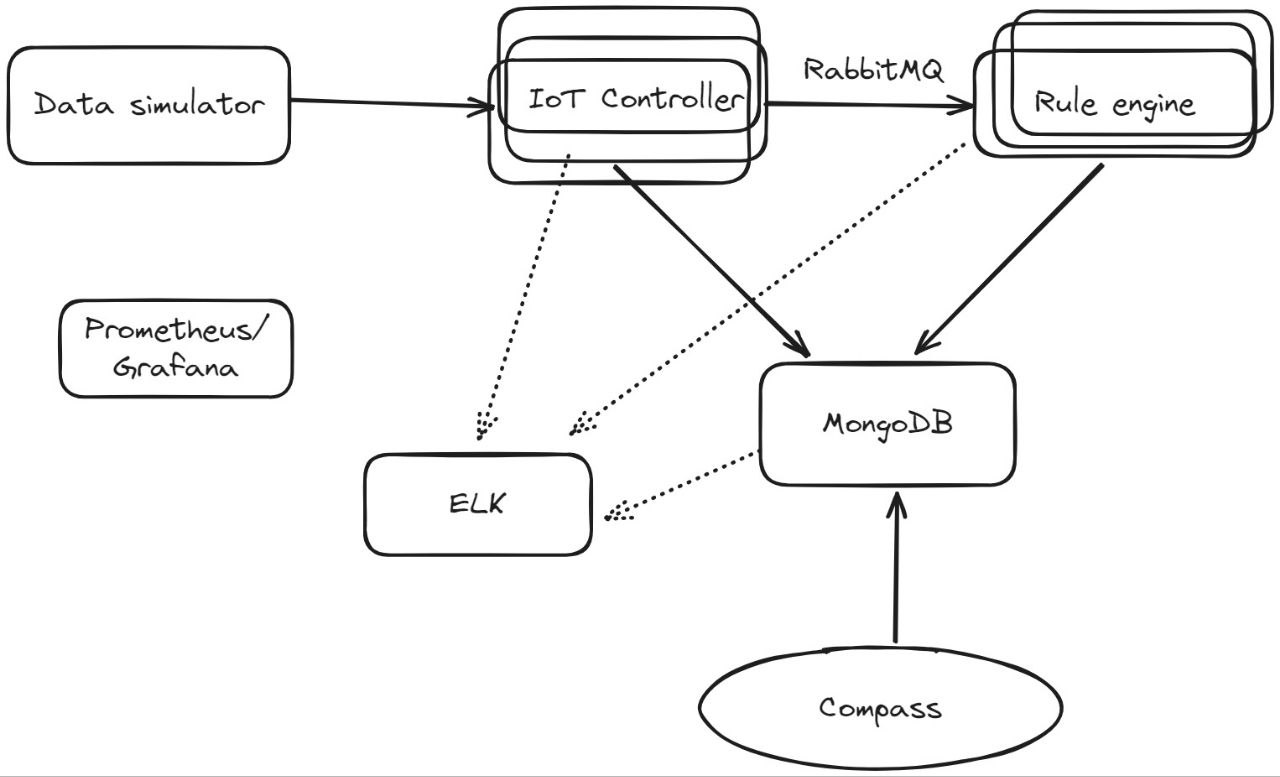 Data simulator
IoT Controller
RabbitMQ
Rule engine
Prometheus/
Grafana
MongoDB
ELK
Compass